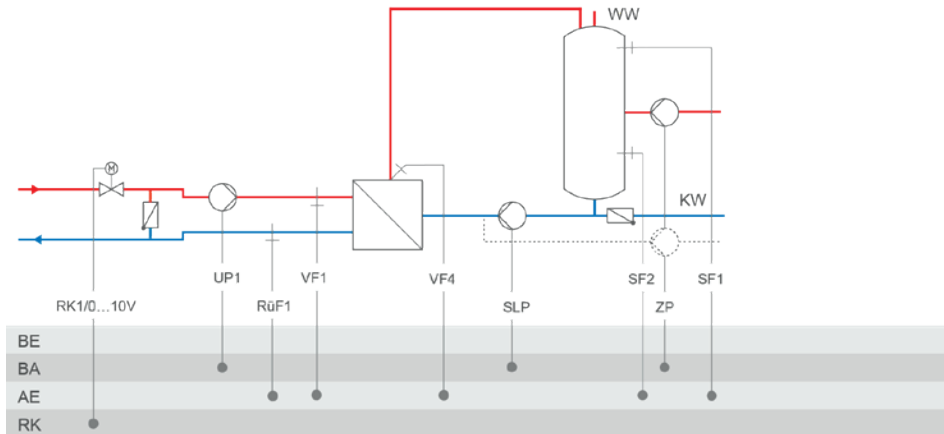 WW
M
KW
UP1 VF1 VF4 SF2 SF1
RK1/0...10V RüF1 SLP ZP
BE
BA
AE
RK